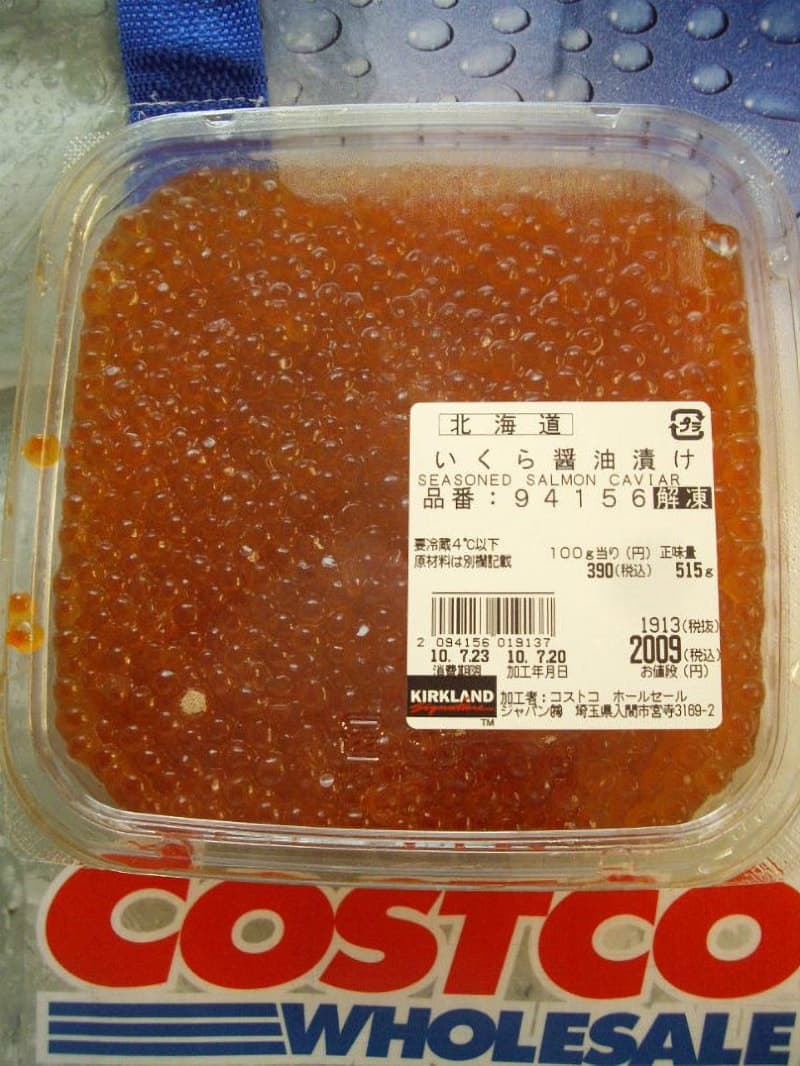 北海道
プラ
いくら醤油漬け
SEASONED SALMON CAVIAR
品番：94156 解凍
要冷蔵4℃以下
原材料は別欄記載
100g当り(円) 正味量
390(税込) 515g
1913(税抜)
2 094156 019137
2009(税込)
10. 7.23 10. 7.20
消費期限 加工年月日
お値段(円)
KIRKLAND
Signature
TM
加工者：コストコ ホールセール
ジャパン㈱ 埼玉県入間市宮寺3169-2
COSTCO
WHOLESALE